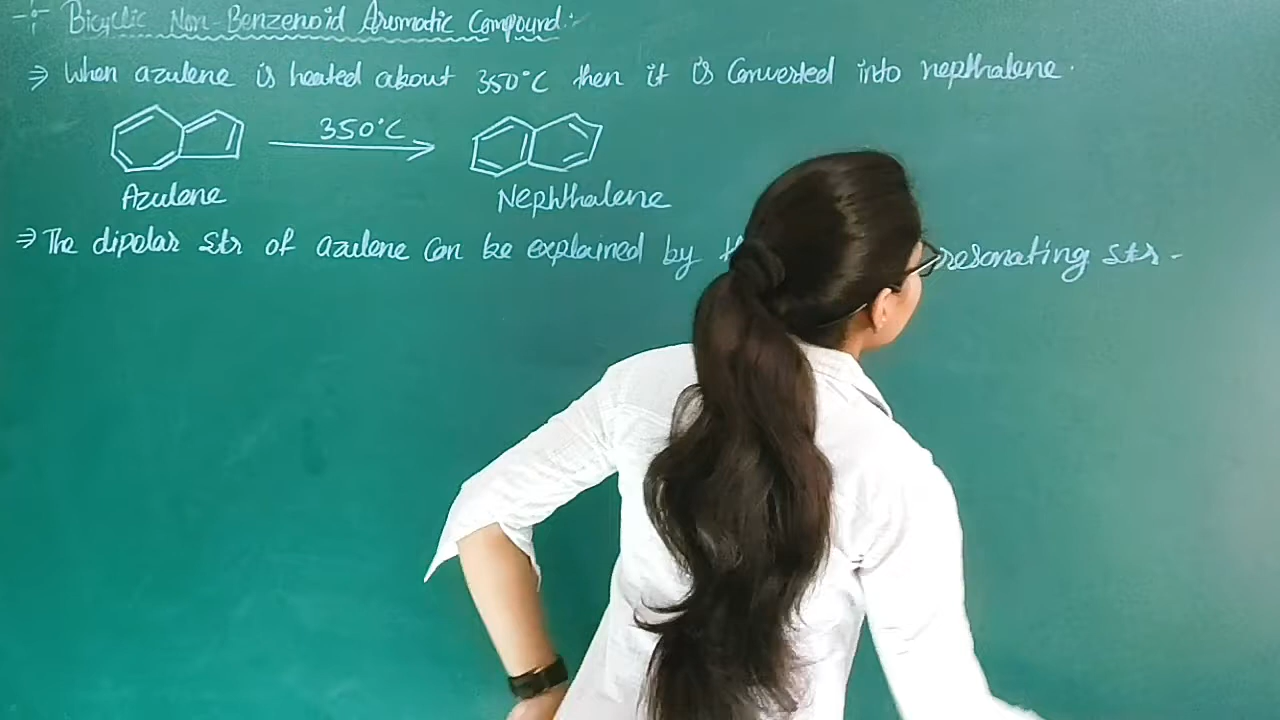 Bicyclic Non-Benzenoid Aromatic Compound:-
⇒ When azulene is heated about 350°C then it is Converted into nepthalene.
350°C
Azulene Nephthalene
⇒ The dipolar str of azulene can be explained by resonating str-